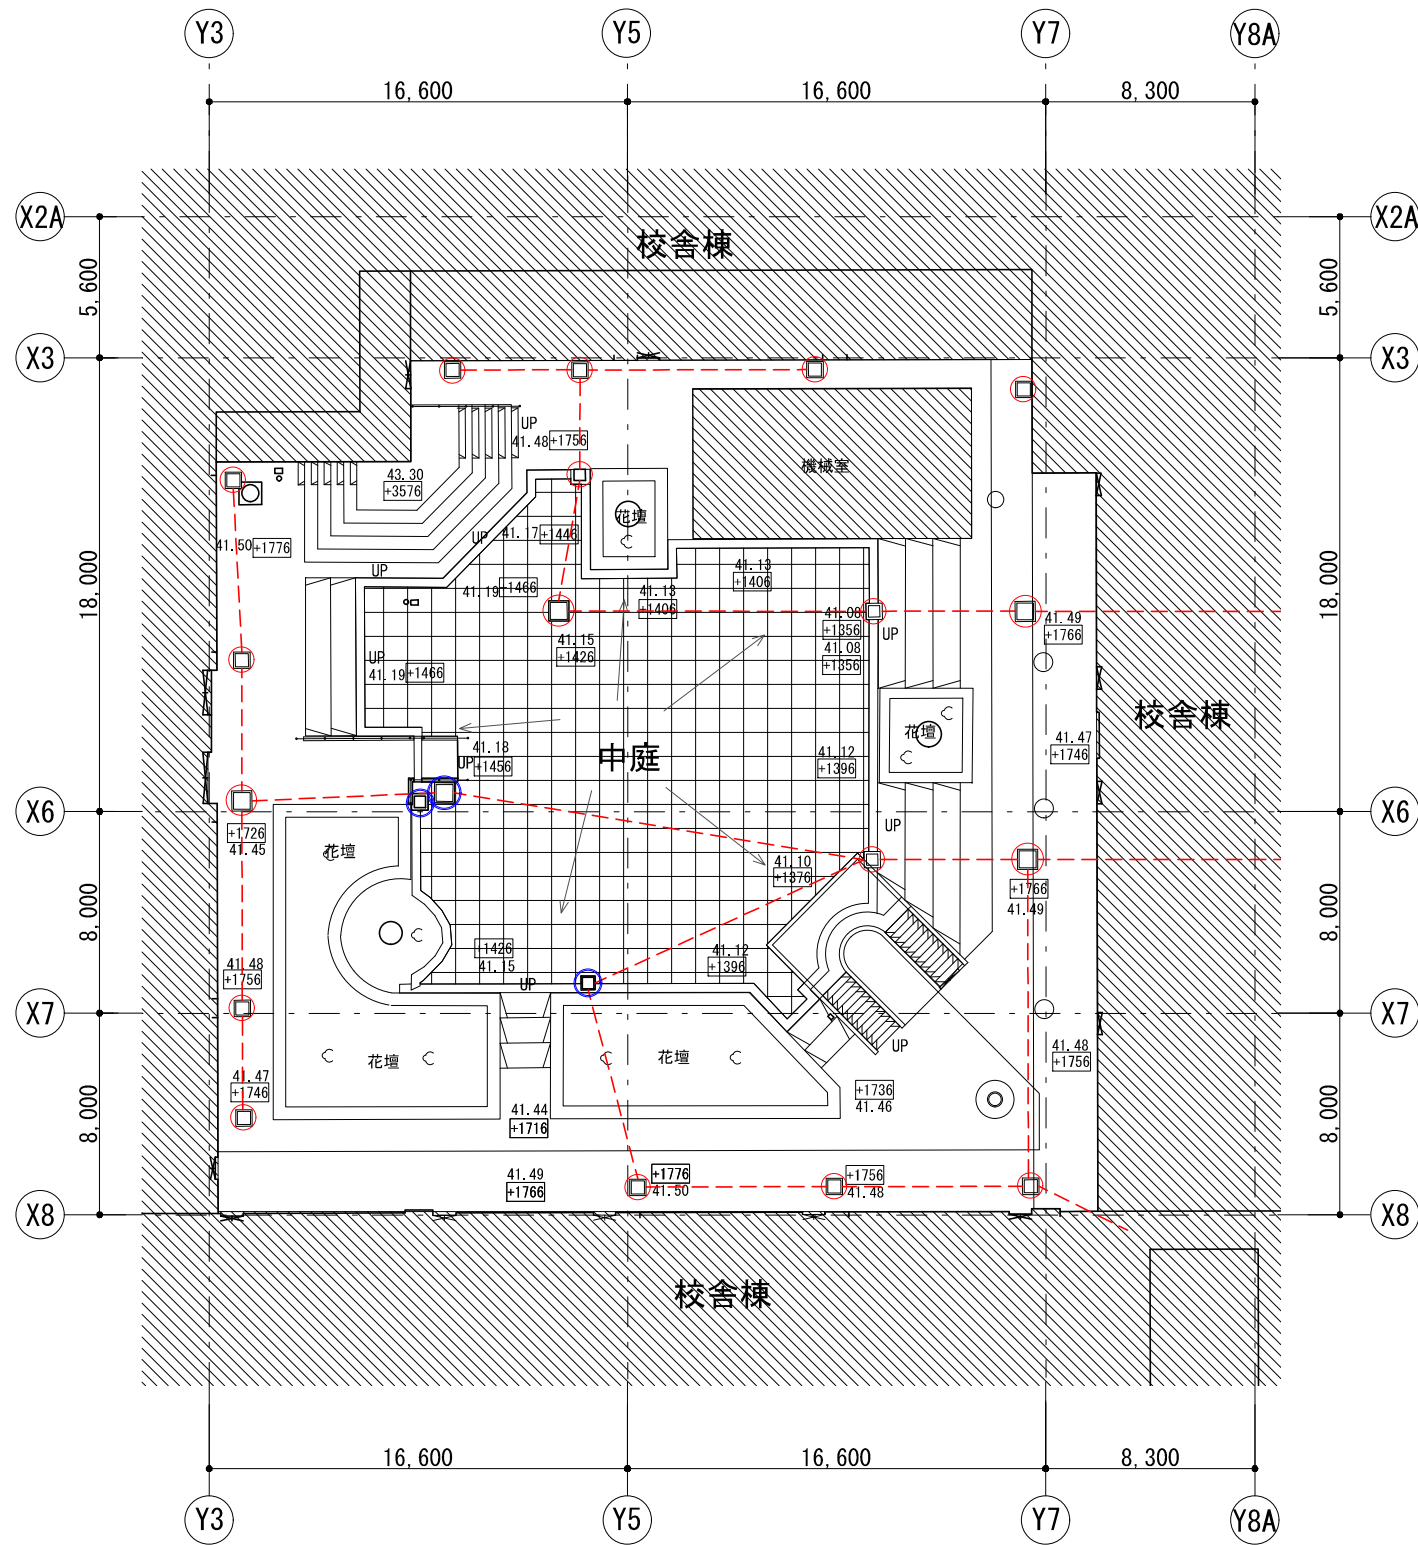 Y3
Y5
Y7
Y8A
16,600
16,600
8,300
X2A
X2A
校舎棟
5,600
5,600
X3
X3
UP
41.48
+1756
機械室
43.30
+3576
花壇
41.17
+1446
UP
41.50
+1776
UP
41.13
+1406
41.19
+1466
41.13
+1406
18,000
18,000
41.08
+1356
41.49
+1766
UP
41.15
+1426
41.08
+1356
UP
41.19
+1466
校舎棟
花壇
41.47
+1746
41.18
+1456
UP
中庭
41.12
+1396
X6
X6
+1726
41.45
UP
花壇
41.10
+1376
+1766
41.49
8,000
8,000
+1426
41.15
41.12
+1396
41.48
+1756
UP
X7
X7
UP
41.48
+1756
花壇
花壇
41.47
+1746
+1736
41.46
41.44
+1716
8,000
8,000
41.49
+1766
+1776
41.50
+1756
41.48
X8
X8
校舎棟
16,600
16,600
8,300
Y3
Y5
Y7
Y8A